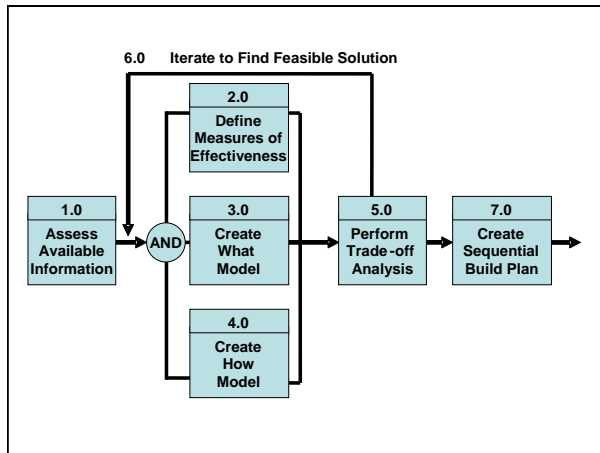 6.0 Iterate to Find Feasible Solution
2.0
Define
Measures of
Effectiveness
1.0
Assess
Available
Information
AND
3.0
Create
What
Model
4.0
Create
How
Model
5.0
Perform
Trade-off
Analysis
7.0
Create
Sequential
Build Plan